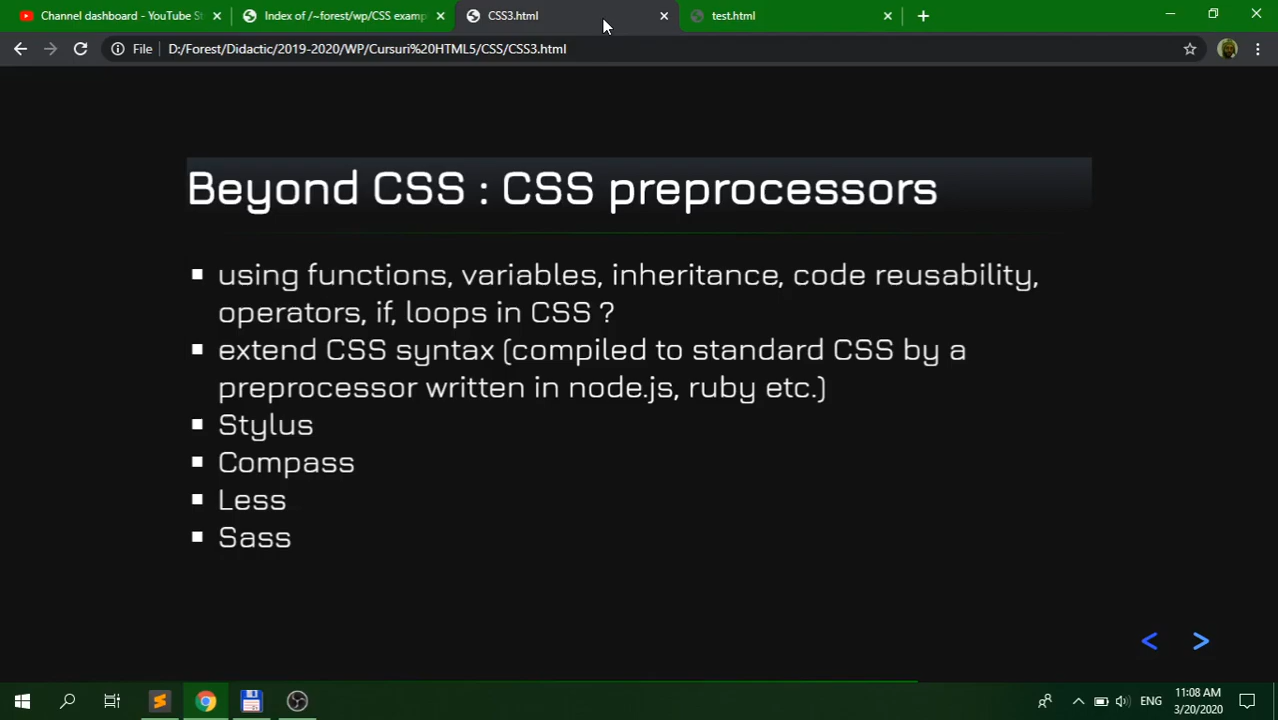 Channel dashboard - YouTube St
Index of /~forest/wp/CSS examp
CSS3.html
test.html
File
D:/Forest/Didactic/2019-2020/WP/Cursuri%20HTML5/CSS/CSS3.html
Beyond CSS : CSS preprocessors
using functions, variables, inheritance, code reusability,
operators, if, loops in CSS ?
extend CSS syntax (compiled to standard CSS by a
preprocessor written in node.js, ruby etc.)
Stylus
Compass
Less
Sass
< >
ENG
11:08 AM
3/20/2020